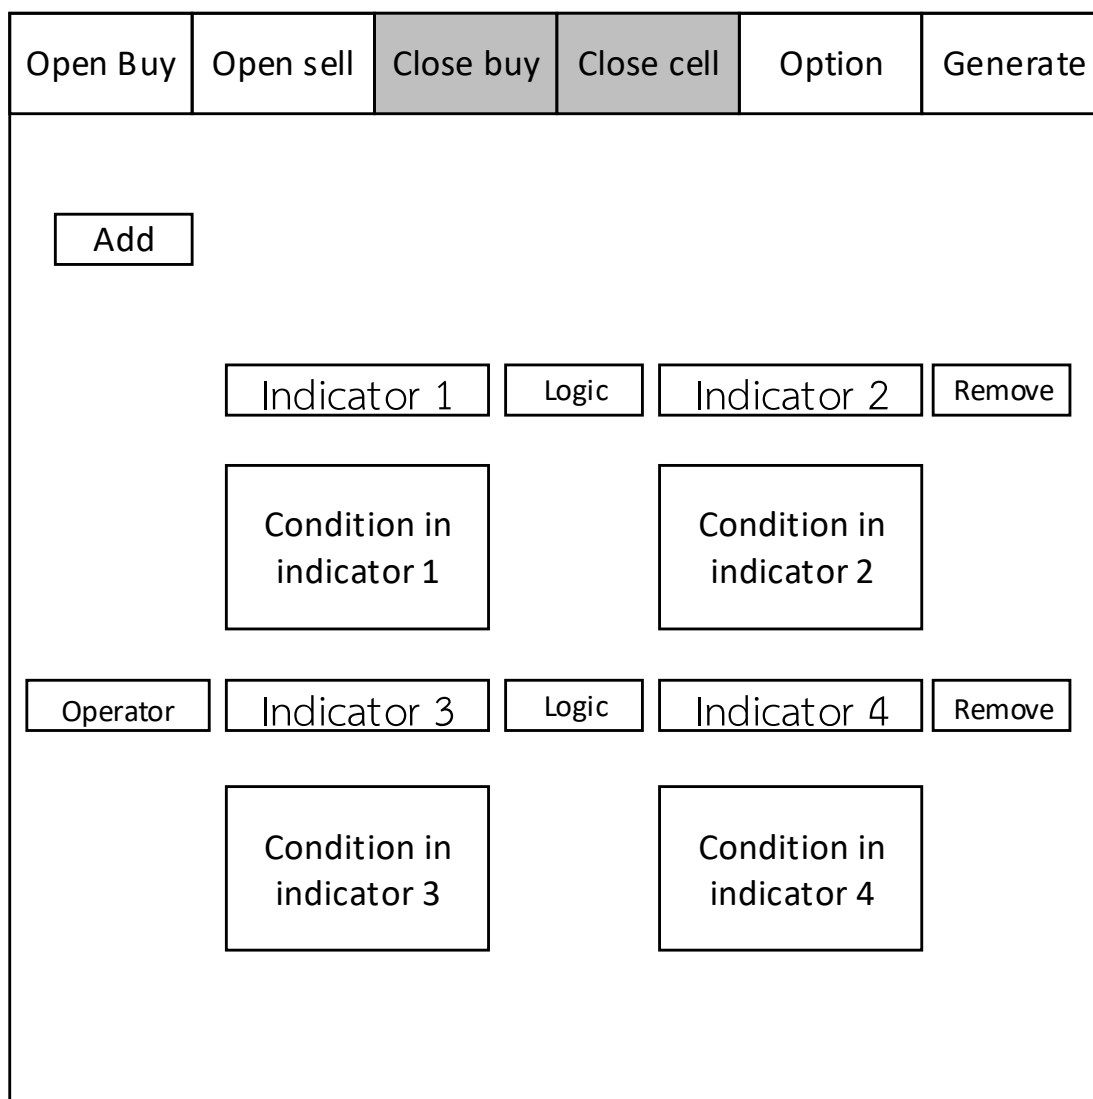 Open Buy
Open sell
Close buy
Close cell
Option
Generate
Add
Indicator 1
Logic
Indicator 2
Remove
Condition in
indicator 1
Condition in
indicator 2
Operator
Indicator 3
Logic
Indicator 4
Remove
Condition in
indicator 3
Condition in
indicator 4